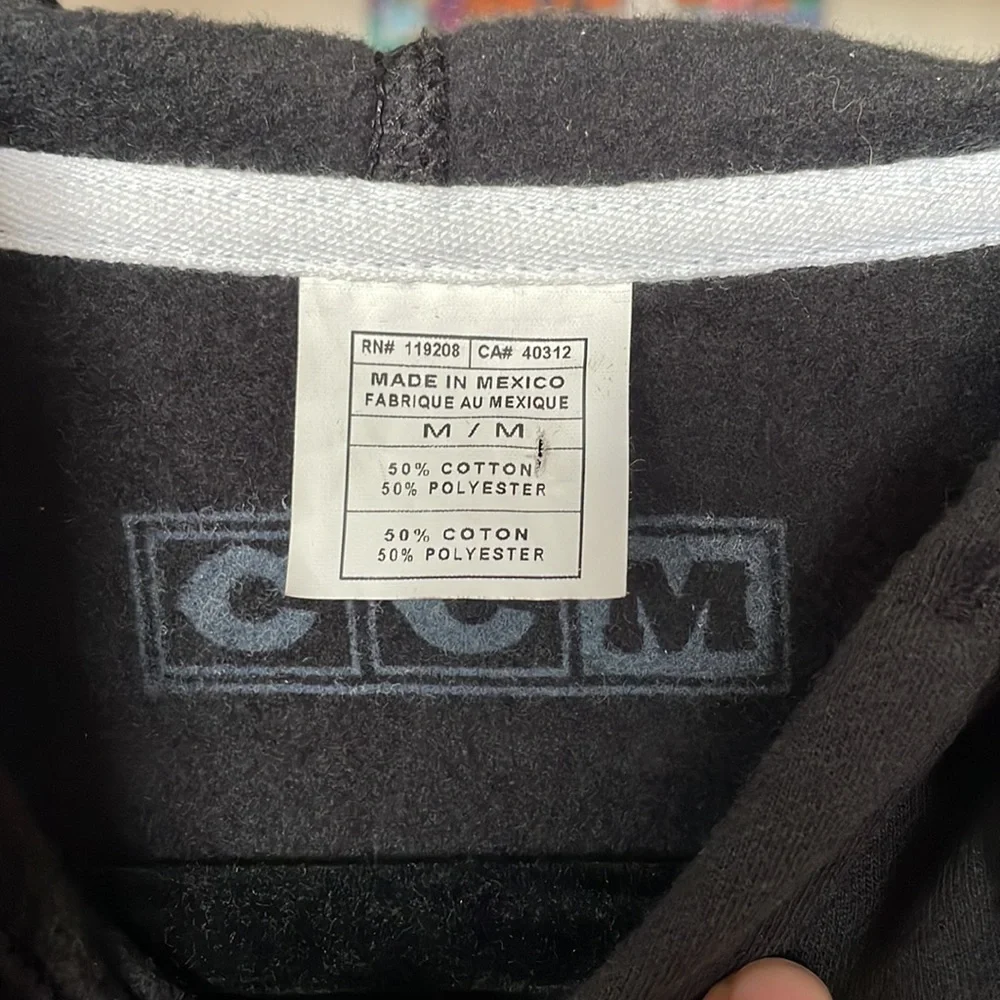 RN# 119208 CA# 40312
MADE IN MEXICO
FABRIQUE AU MEXIQUE
M / M
50% COTTON
50% POLYESTER
50% COTON
50% POLYESTER
CCM